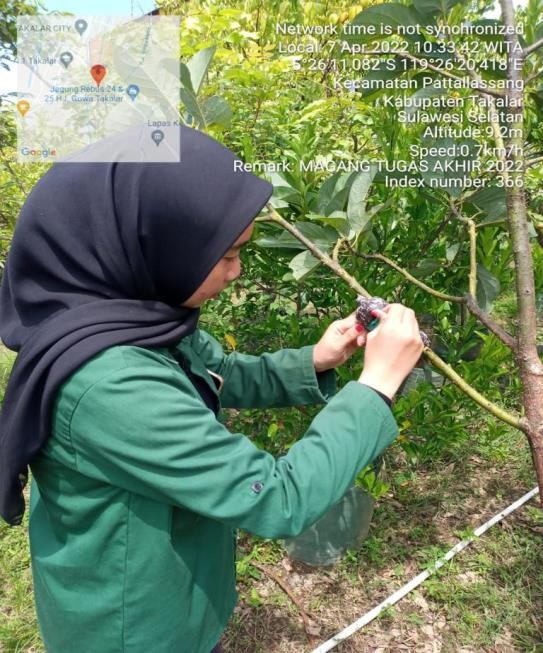 Network time is not synchronized
Local: 7 Apr 2022 10.33.42 WITA
5°26'11,082"S 119°26'20,418"E
Kecamatan Pattallassang
Kabupaten Takalar
Sulawesi Selatan
Altitude:9.2m
Speed:0.7km/h
Remark: MAGANG TUGAS AKHIR 2022
Index number: 366
AKALAR CITY
Takalar
Jagung Rebus 24 &
25 H.J. Gowa Takalar
Lapas K
Google